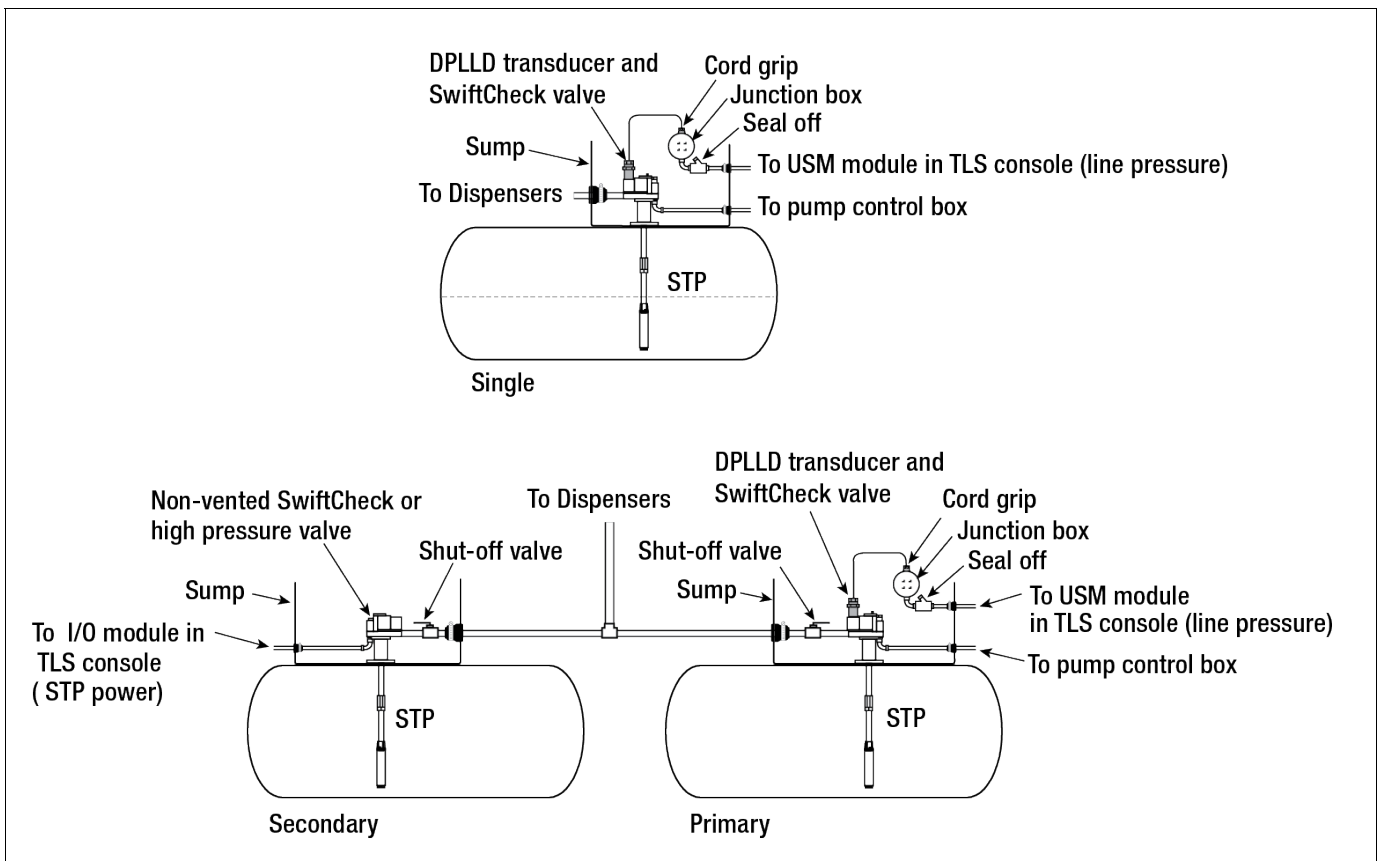 DPLLD transducer and
SwiftCheck valve
Cord grip
Junction box
Seal off
Sump
To USM module in TLS console (line pressure)
To Dispensers
To pump control box
STP
Single
DPLLD transducer and
SwiftCheck valve
Non-vented SwiftCheck or
high pressure valve
To Dispensers
Cord grip
Junction box
Shut-off valve
Shut-off valve
Seal off
Sump
Sump
To USM module
in TLS console (line pressure)
To I/O module in
TLS console
( STP power)
To pump control box
STP
STP
Secondary
Primary